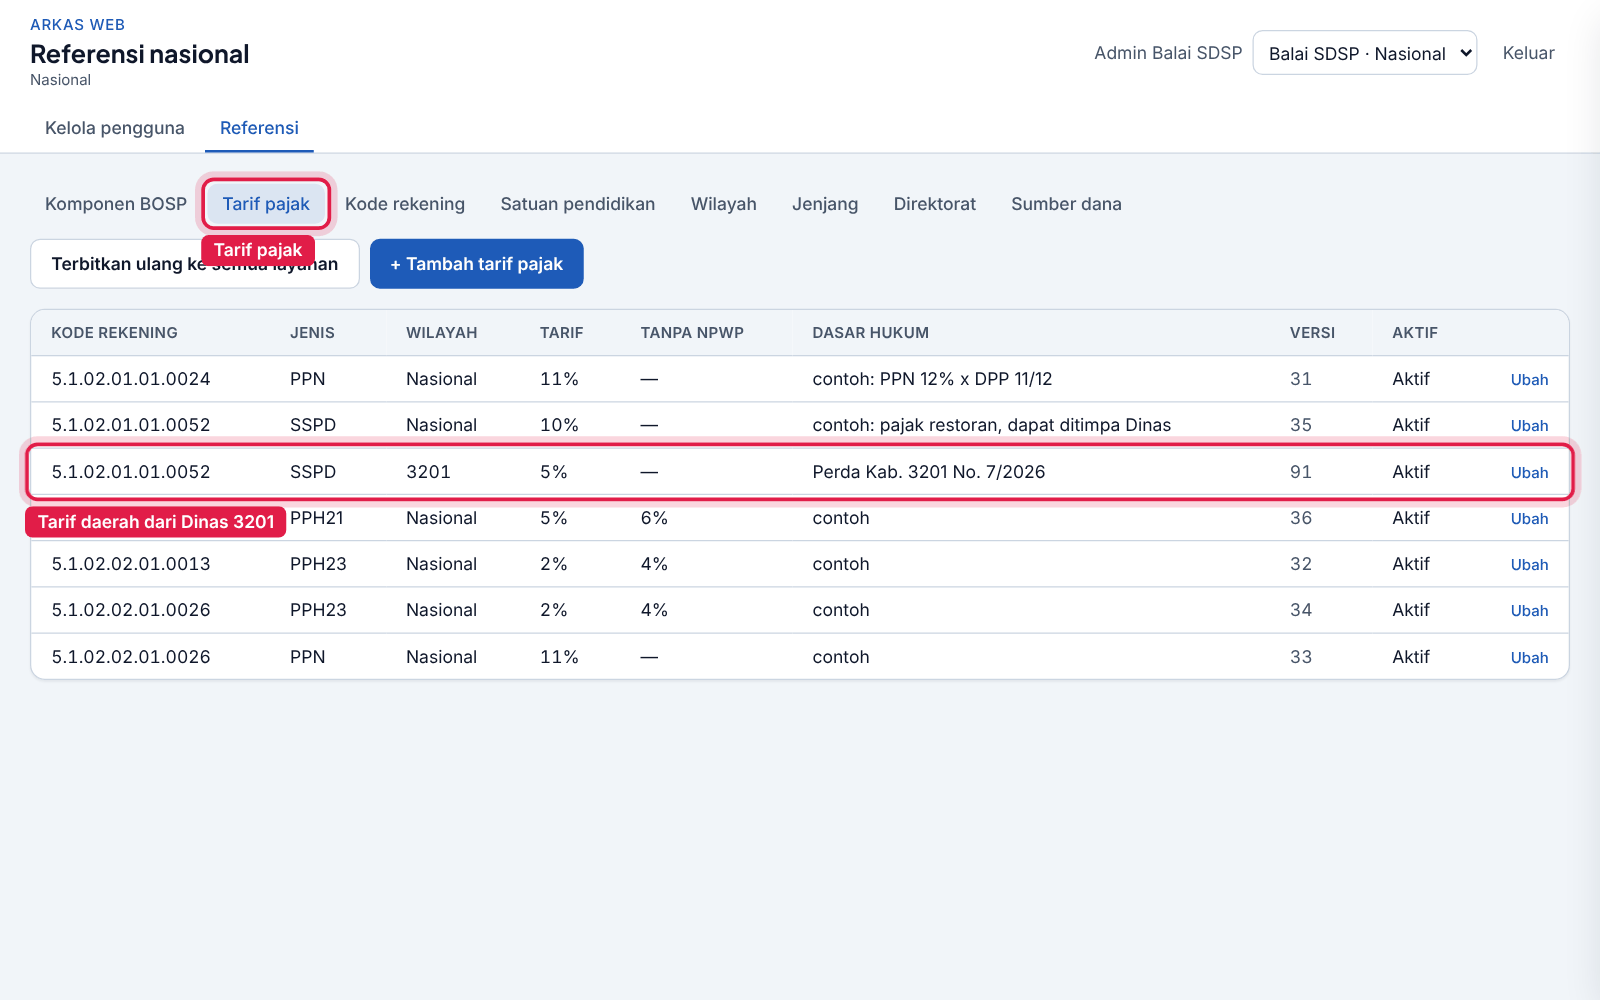 ARKAS WEB
Referensi nasional
Nasional
Admin Balai SDSP
Balai SDSP · Nasional
Keluar
Kelola pengguna
Referensi
Komponen BOSP
Tarif pajak
Kode rekening
Satuan pendidikan
Wilayah
Jenjang
Direktorat
Sumber dana
Tarif pajak
Terbitkan ulang ke semua layanan
+ Tambah tarif pajak
KODE REKENING JENIS WILAYAH TARIF TANPA NPWP DASAR HUKUM VERSI AKTIF
5.1.02.01.01.0024 PPN Nasional 11% — contoh: PPN 12% x DPP 11/12 31 Aktif Ubah
5.1.02.01.01.0052 SSPD Nasional 10% — contoh: pajak restoran, dapat ditimpa Dinas 35 Aktif Ubah
5.1.02.01.01.0052 SSPD 3201 5% — Perda Kab. 3201 No. 7/2026 91 Aktif Ubah
Tarif daerah dari Dinas 3201
PPH21 Nasional 5% 6% contoh 36 Aktif Ubah
5.1.02.02.01.0013 PPH23 Nasional 2% 4% contoh 32 Aktif Ubah
5.1.02.02.01.0026 PPH23 Nasional 2% 4% contoh 34 Aktif Ubah
5.1.02.02.01.0026 PPN Nasional 11% — contoh 33 Aktif Ubah